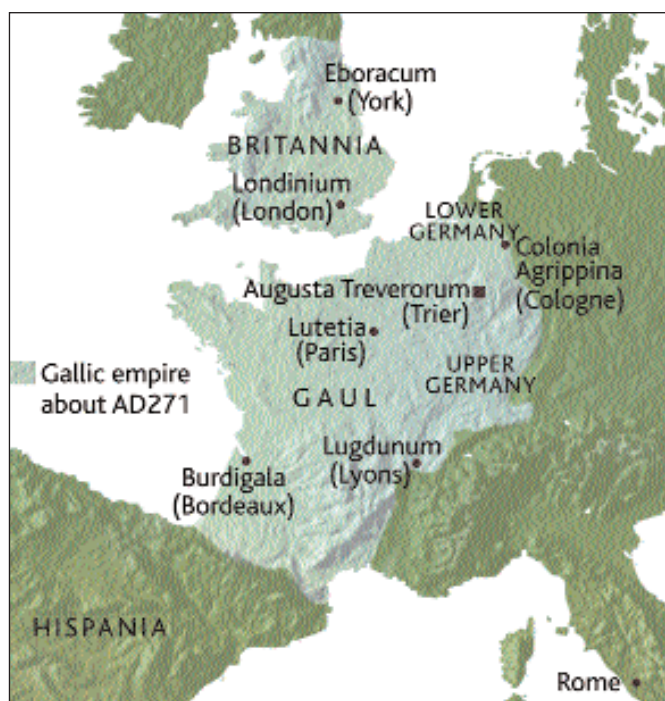 Eboracum
(York)
BRITANNIA
Londinium
(London)
LOWER
GERMANY
Colonia
Agrippina
(Cologne)
Augusta Treverorum
(Trier)
Lutetia
(Paris)
UPPER
GERMANY
Gallic empire
about AD271
GAUL
Lugdunum
(Lyons)
Burdigala
(Bordeaux)
HISPANIA
Rome